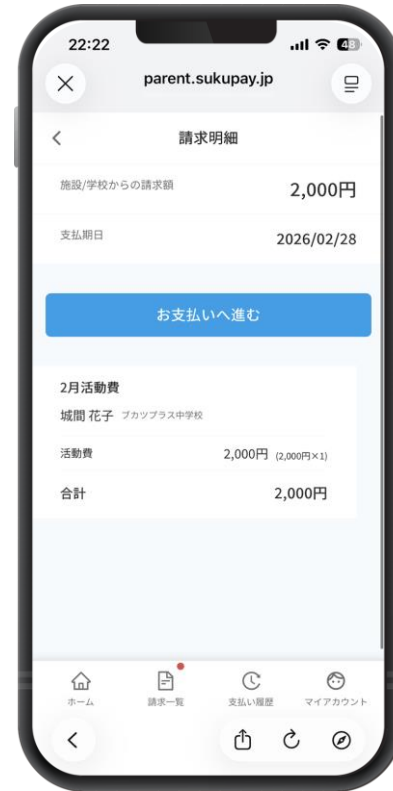 22:22
48
parent.sukupay.jp
請求明細
施設/学校からの請求額 2,000円
支払期日 2026/02/28
お支払いへ進む
2月活動費
城間 花子 ブカツプラス中学校
活動費 2,000円 (2,000円×1)
合計 2,000円
ホーム 請求一覧 支払い履歴 マイアカウント